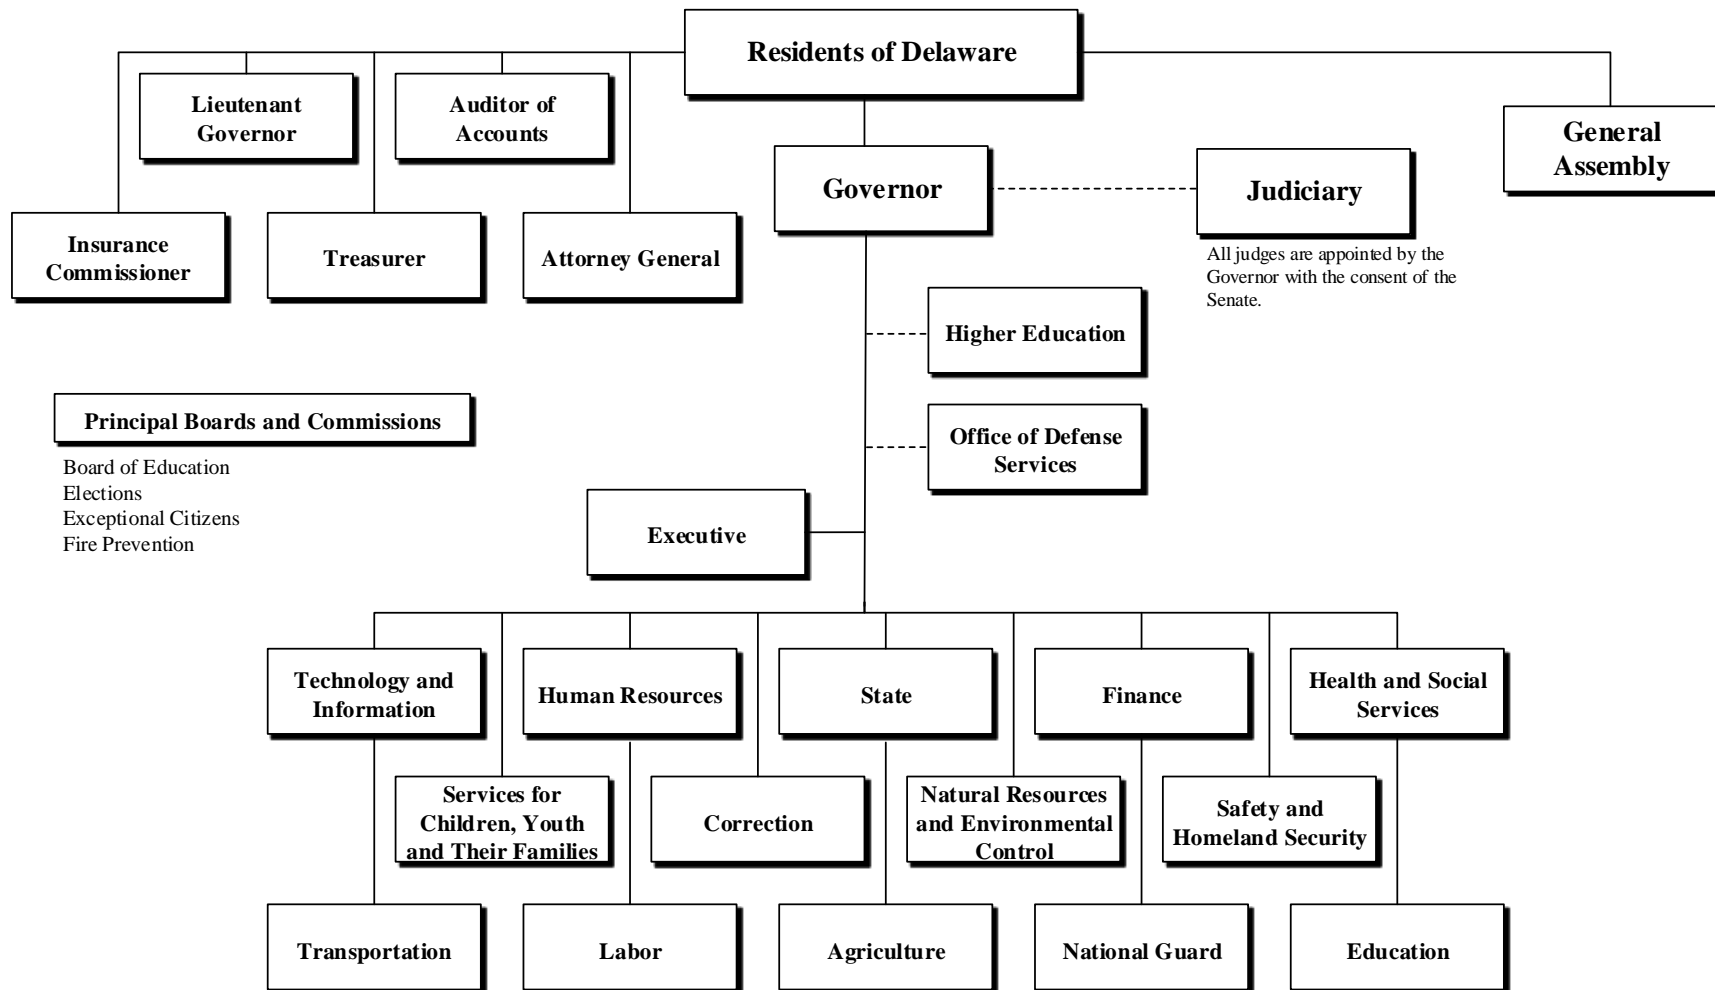 Residents of Delaware
Lieutenant
Governor
Auditor of
Accounts
General
Assembly
Governor
Judiciary
All judges are appointed by the
Governor with the consent of the
Senate.
Insurance
Commissioner
Treasurer
Attorney General
Higher Education
Principal Boards and Commissions
Board of Education
Elections
Exceptional Citizens
Fire Prevention
Office of Defense
Services
Executive
Technology and
Information
Human Resources
State
Finance
Health and Social
Services
Services for
Children, Youth
and Their Families
Correction
Natural Resources
and Environmental
Control
Safety and
Homeland Security
Transportation
Labor
Agriculture
National Guard
Education